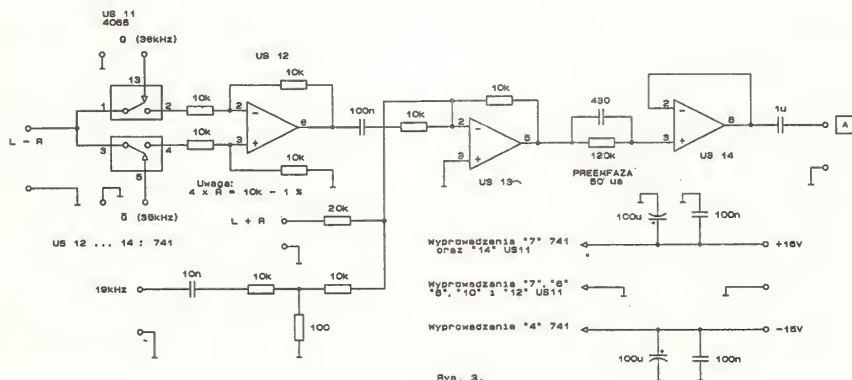 US 11
4066
Q (38kHz)
13
1
2
10k
L - R
3
4
10k
5
Q̄ (38kHz)
US 12
10k
2
3
6
10k
Uwaga:
4 x R = 10k - 1 %
US 12 ... 14 : 741
100n
10k
10k
2
3
6
US 13
430
120k
PREEMFAZA
50 us
2
3
6
US 14
1u
A
L + R
20k
19kHz
10n
10k
10k
100
Wyprowadzenia "7" 741
oraz "14" US11
100u
100n
+15V
Wyprowadzenia "7", "6"
"8", "10" i "12" US11
Wyprowadzenie "4" 741
100u
100n
-15V
Rys. 3.